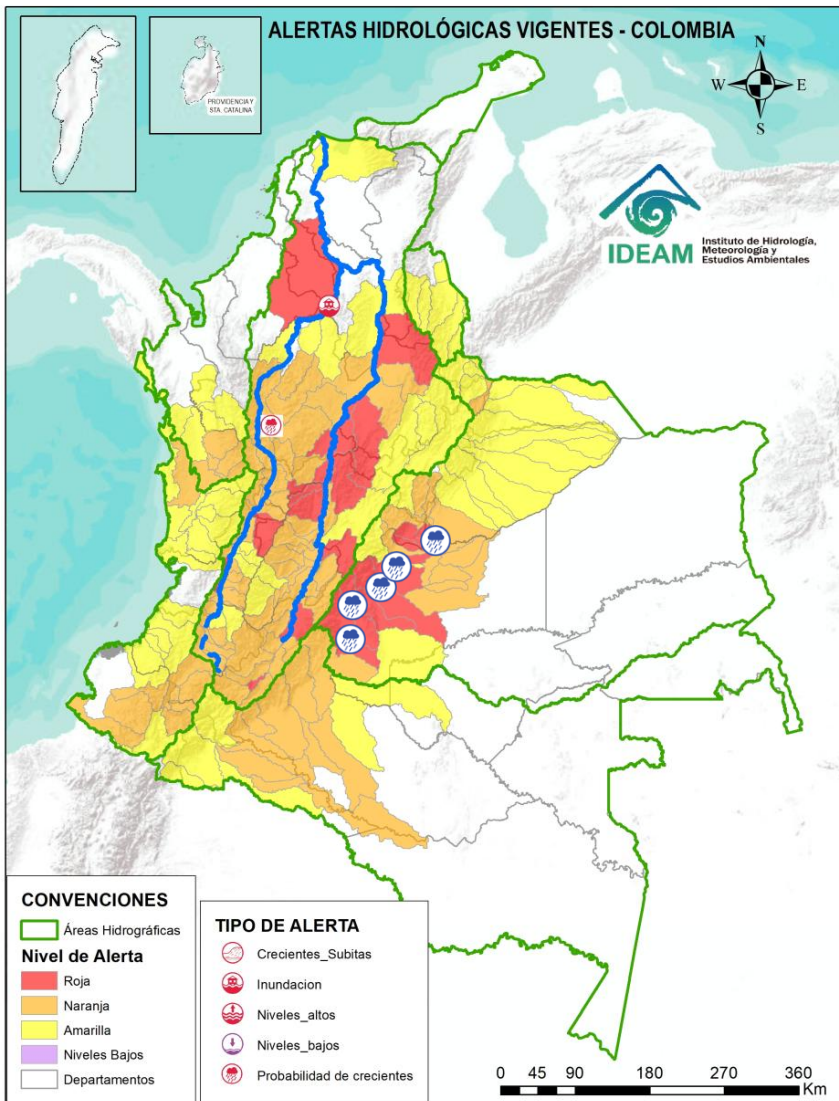 ALERTAS HIDROLÓGICAS VIGENTES - COLOMBIA
PROVIDENCIA Y
STA. CATALINA
N
W
E
S
IDEAM
Instituto de Hidrología,
Meteorología y
Estudios Ambientales
CONVENCIONES
Áreas Hidrográficas
Nivel de Alerta
Roja
Naranja
Amarilla
Niveles Bajos
Departamentos
TIPO DE ALERTA
Crecientes_Subitas
Inundacion
Niveles_altos
Niveles_bajos
Probabilidad de crecientes
0 45 90 180 270 360
Km